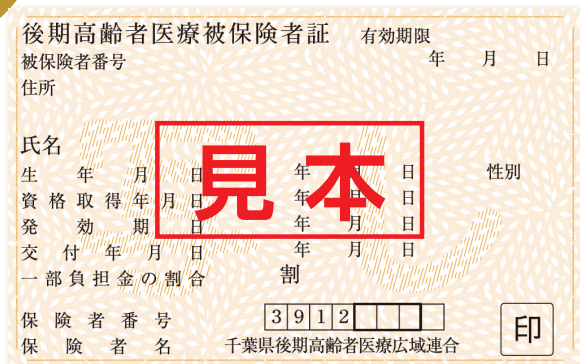 後期高齢者医療被保険者証 有効期限
被保険者番号 年 月 日
住所
氏名
見本
生年月日 年 月 日 性別
資格取得年月日 年 月 日
発効期日 年 月 日
交付年月日 年 月 日
一部負担金の割合 割
保険者番号 3912
保険者名 千葉県後期高齢者医療広域連合 印